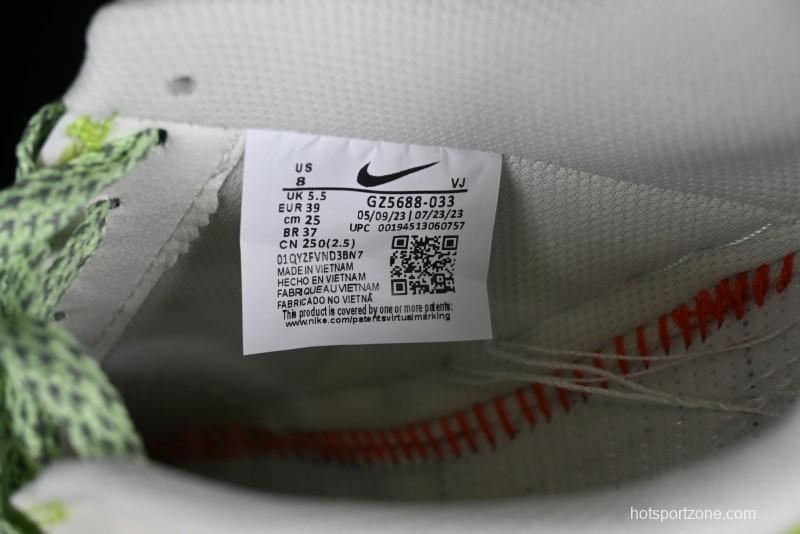 US
8
VJ
UK 5.5
EUR 39
cm 25
BR 37
CN 250(2.5)
GZ5688-033
05/09/23 | 07/23/23
UPC 00194513060757
01QYZFVND3BN7
MADE IN VIETNAM
HECHO EN VIETNAM
FABRIQUE AU VIETNAM
FABRICADO NO VIETNÃ
This product is covered by one or more patents:
www.nike.com/patentsvirtualmarking
hotsportzone.com